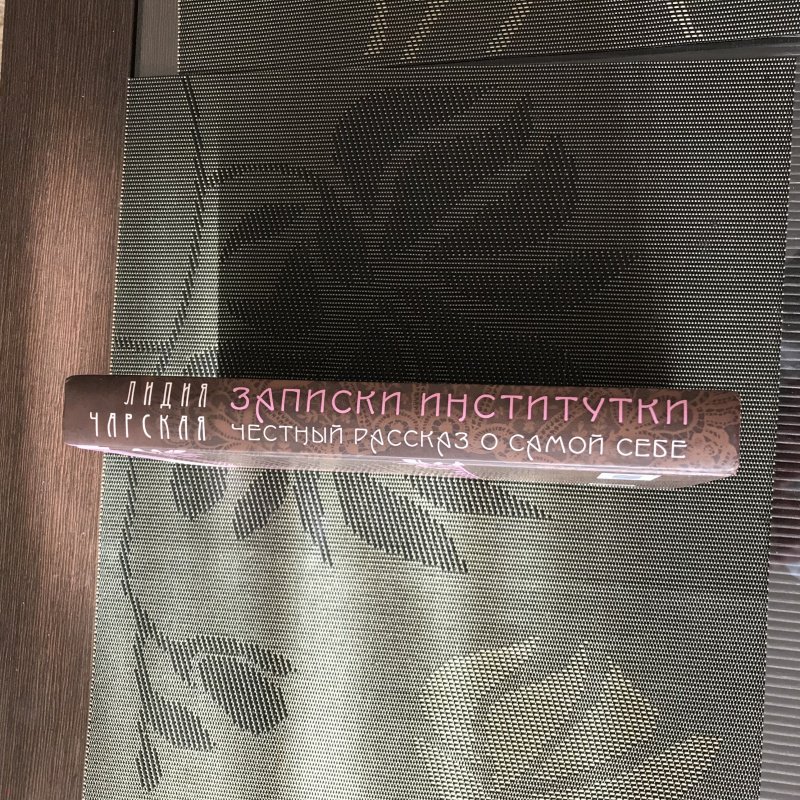 ЛИДИЯ
ЧАРСКАЯ
ЗАПИСКИ ИНСТИТУТКИ
ЧЕСТНЫЙ РАССКАЗ О САМОЙ СЕБЕ